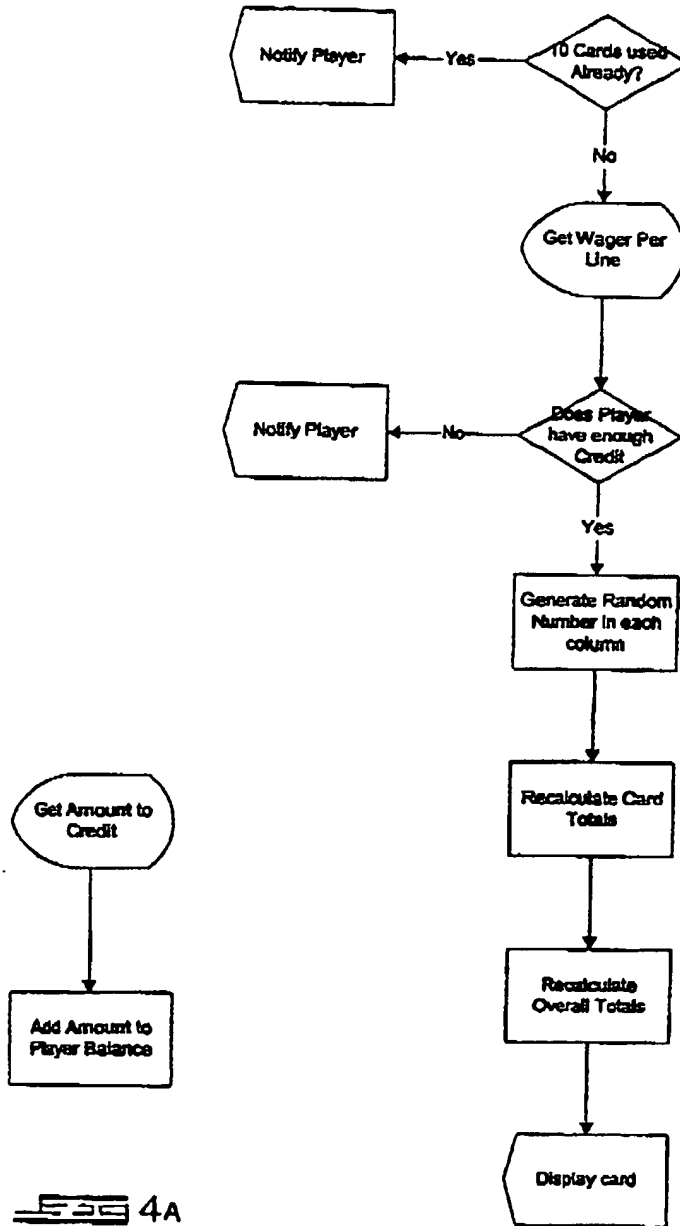 10 Cards used
Already?
Yes
Notify Player
No
Get Wager Per
Line
Does Player
have enough
Credit
No
Notify Player
Yes
Generate Random
Number in each
column
Recalculate Card
Totals
Recalculate
Overall Totals
Display card
Get Amount to
Credit
Add Amount to
Player Balance
4A